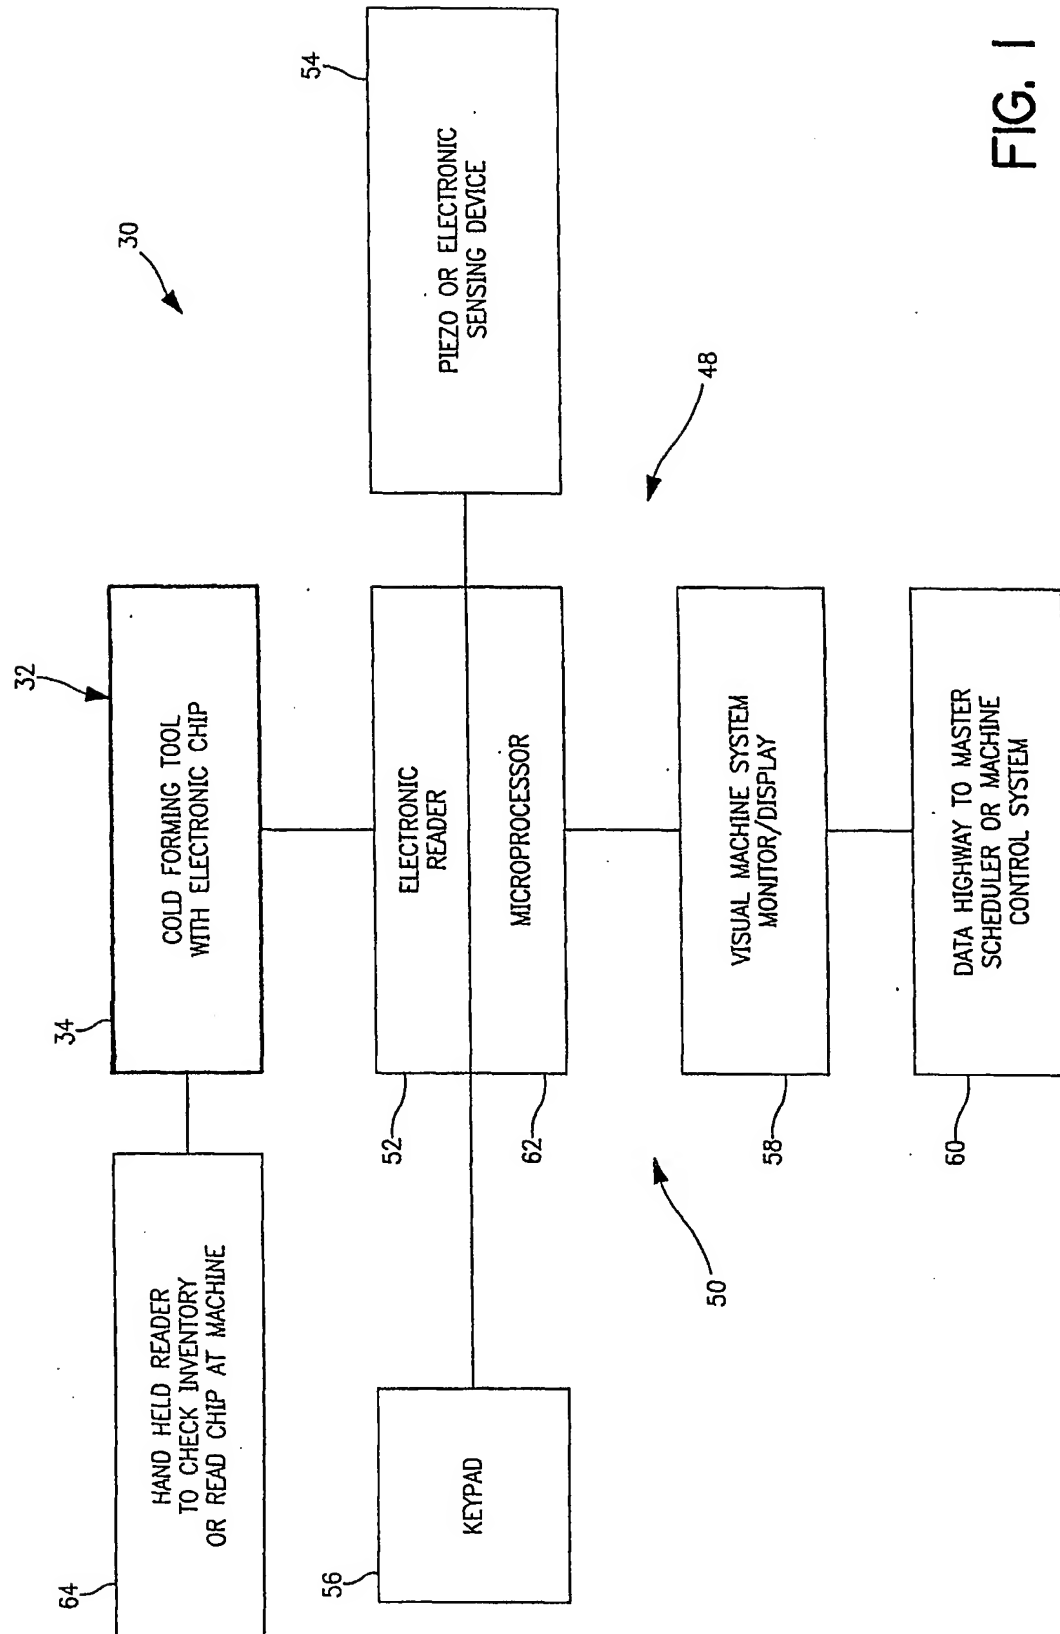 64
HAND HELD READER
TO CHECK INVENTORY
OR READ CHIP AT MACHINE
34
32
COLD FORMING TOOL
WITH ELECTRONIC CHIP
30
56
KEYPAD
52
ELECTRONIC
READER
62
MICROPROCESSOR
54
PIEZO OR ELECTRONIC
SENSING DEVICE
50
48
58
VISUAL MACHINE SYSTEM
MONITOR/DISPLAY
60
DATA HIGHWAY TO MASTER
SCHEDULER OR MACHINE
CONTROL SYSTEM
FIG. 1